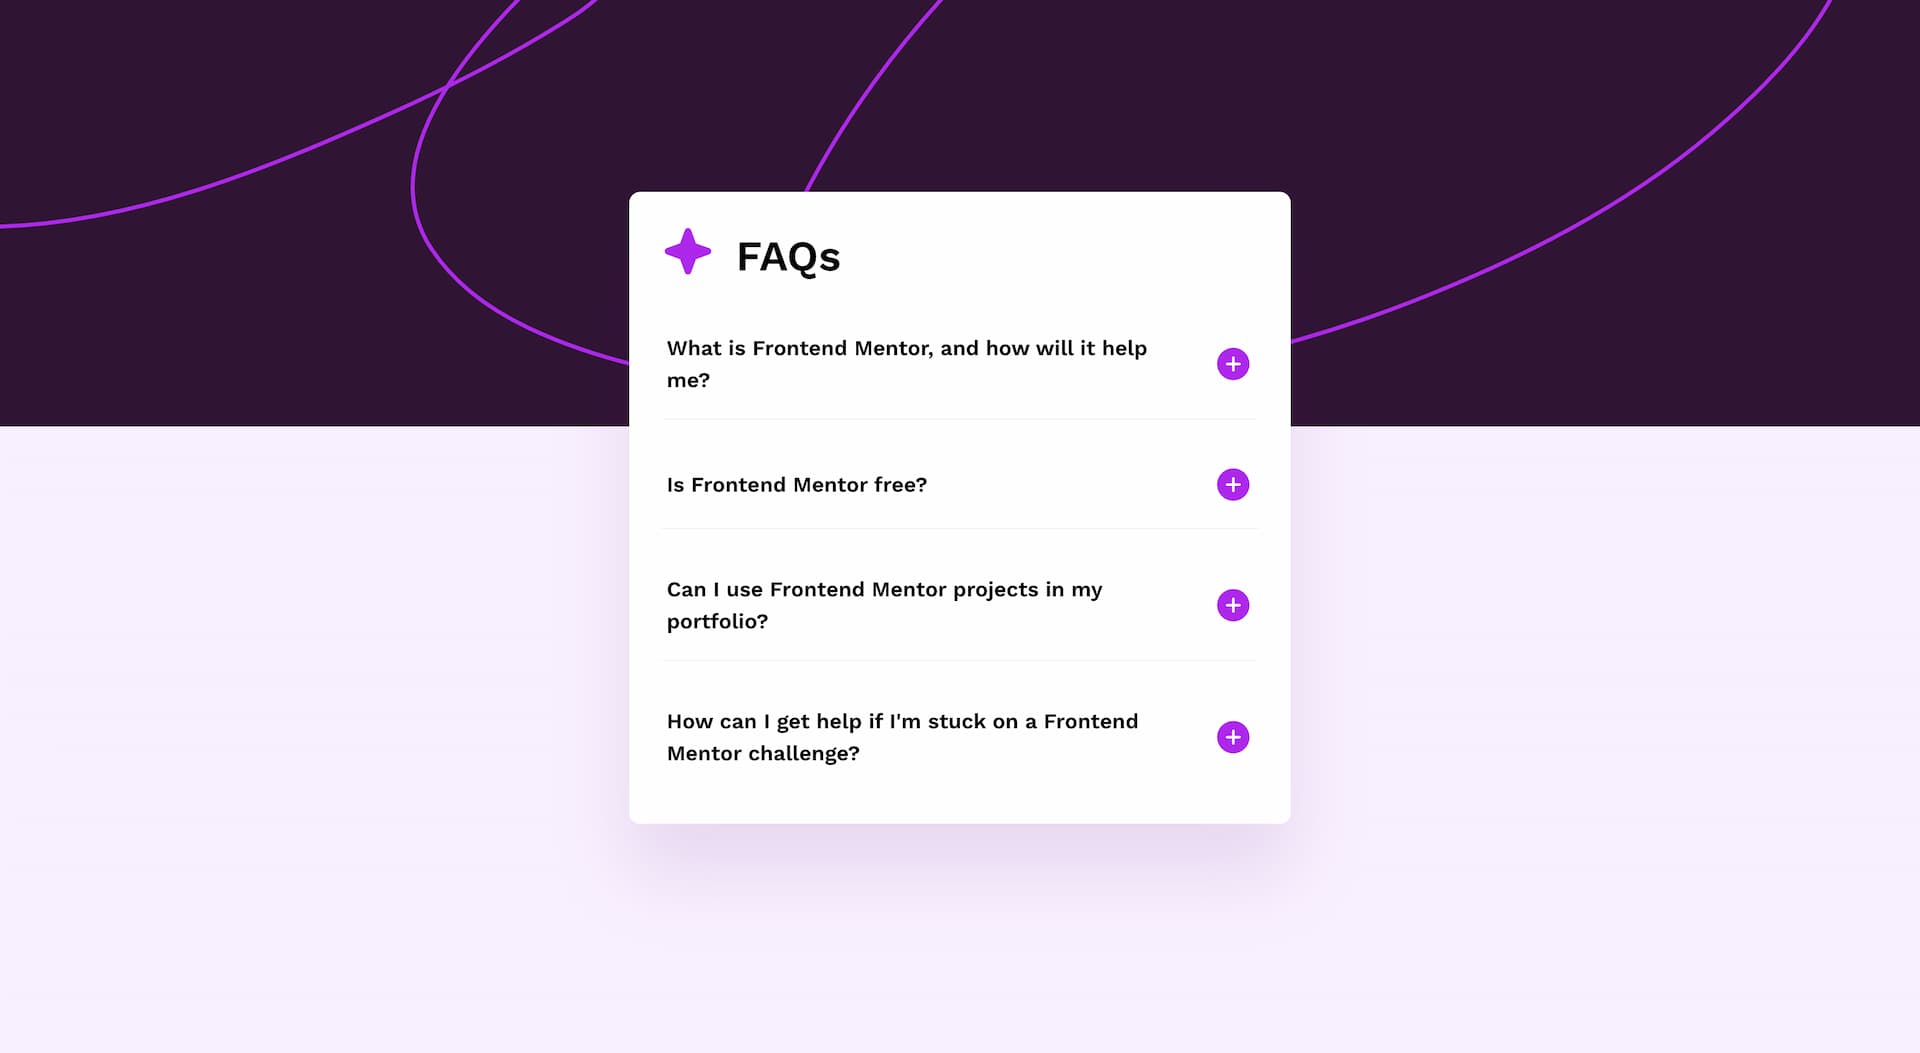 FAQs
What is Frontend Mentor, and how will it help
me?
Is Frontend Mentor free?
Can I use Frontend Mentor projects in my
portfolio?
How can I get help if I'm stuck on a Frontend
Mentor challenge?